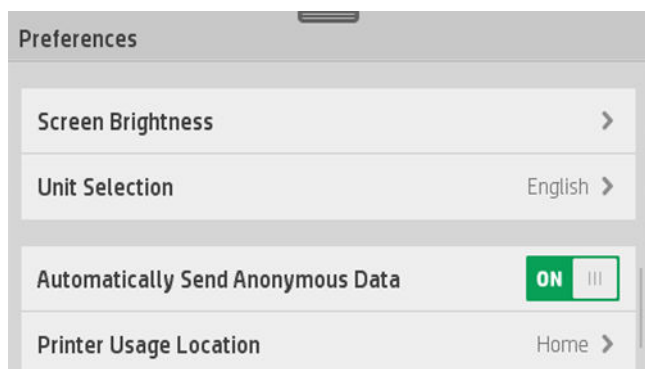 Preferences
Screen Brightness
Unit Selection English
Automatically Send Anonymous Data ON
Printer Usage Location Home